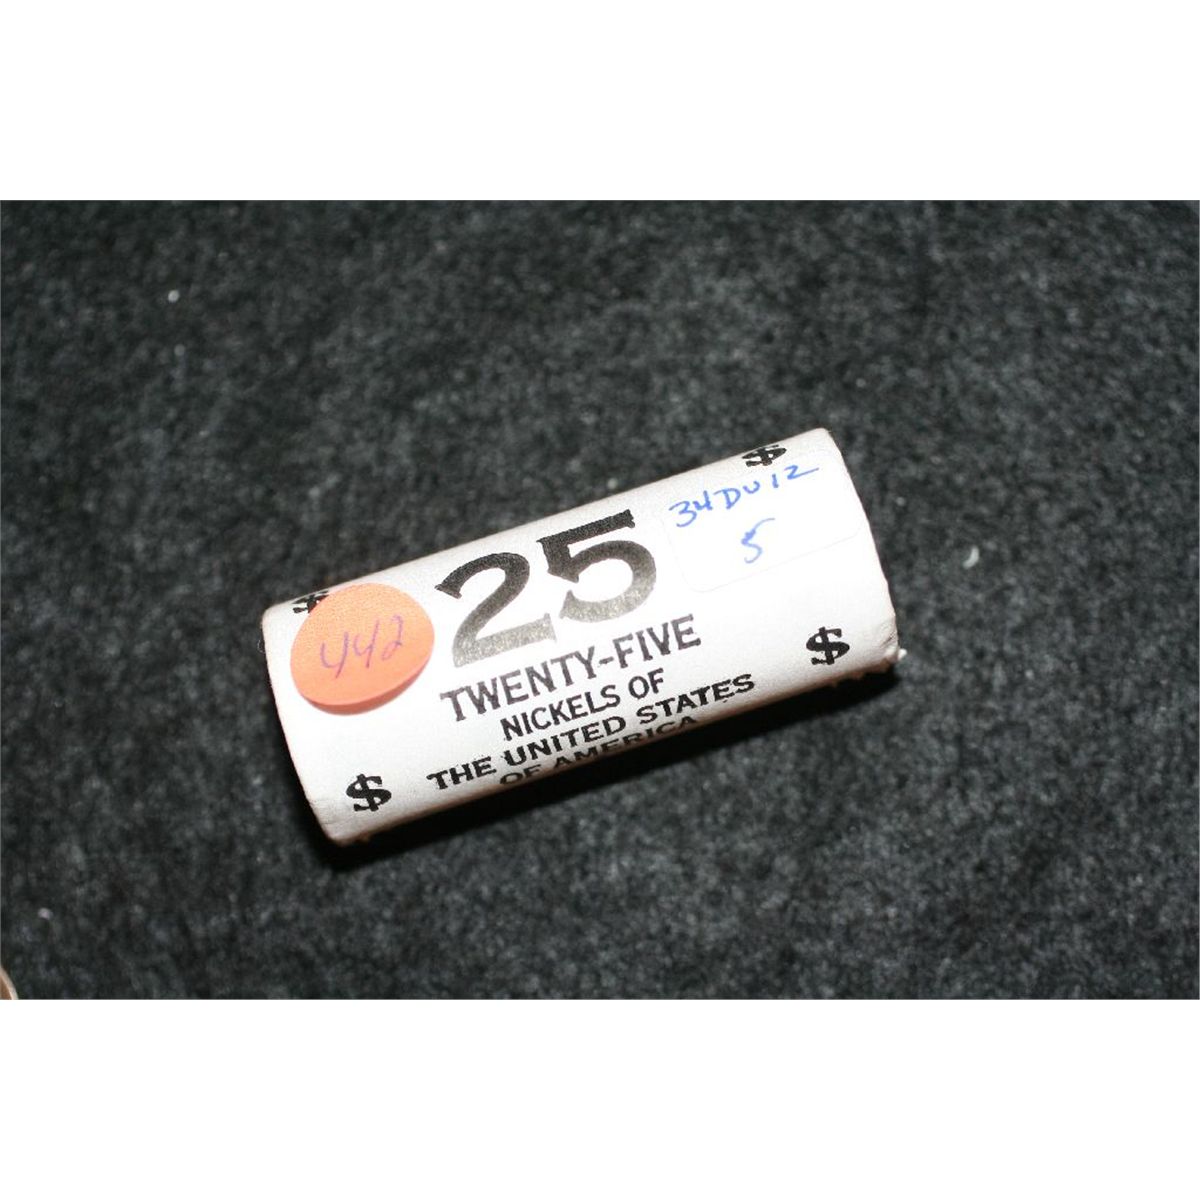 $
34DU12
5
$
442
25
TWENTY-FIVE
NICKELS OF
THE UNITED STATES
OF AMERICA
$
$